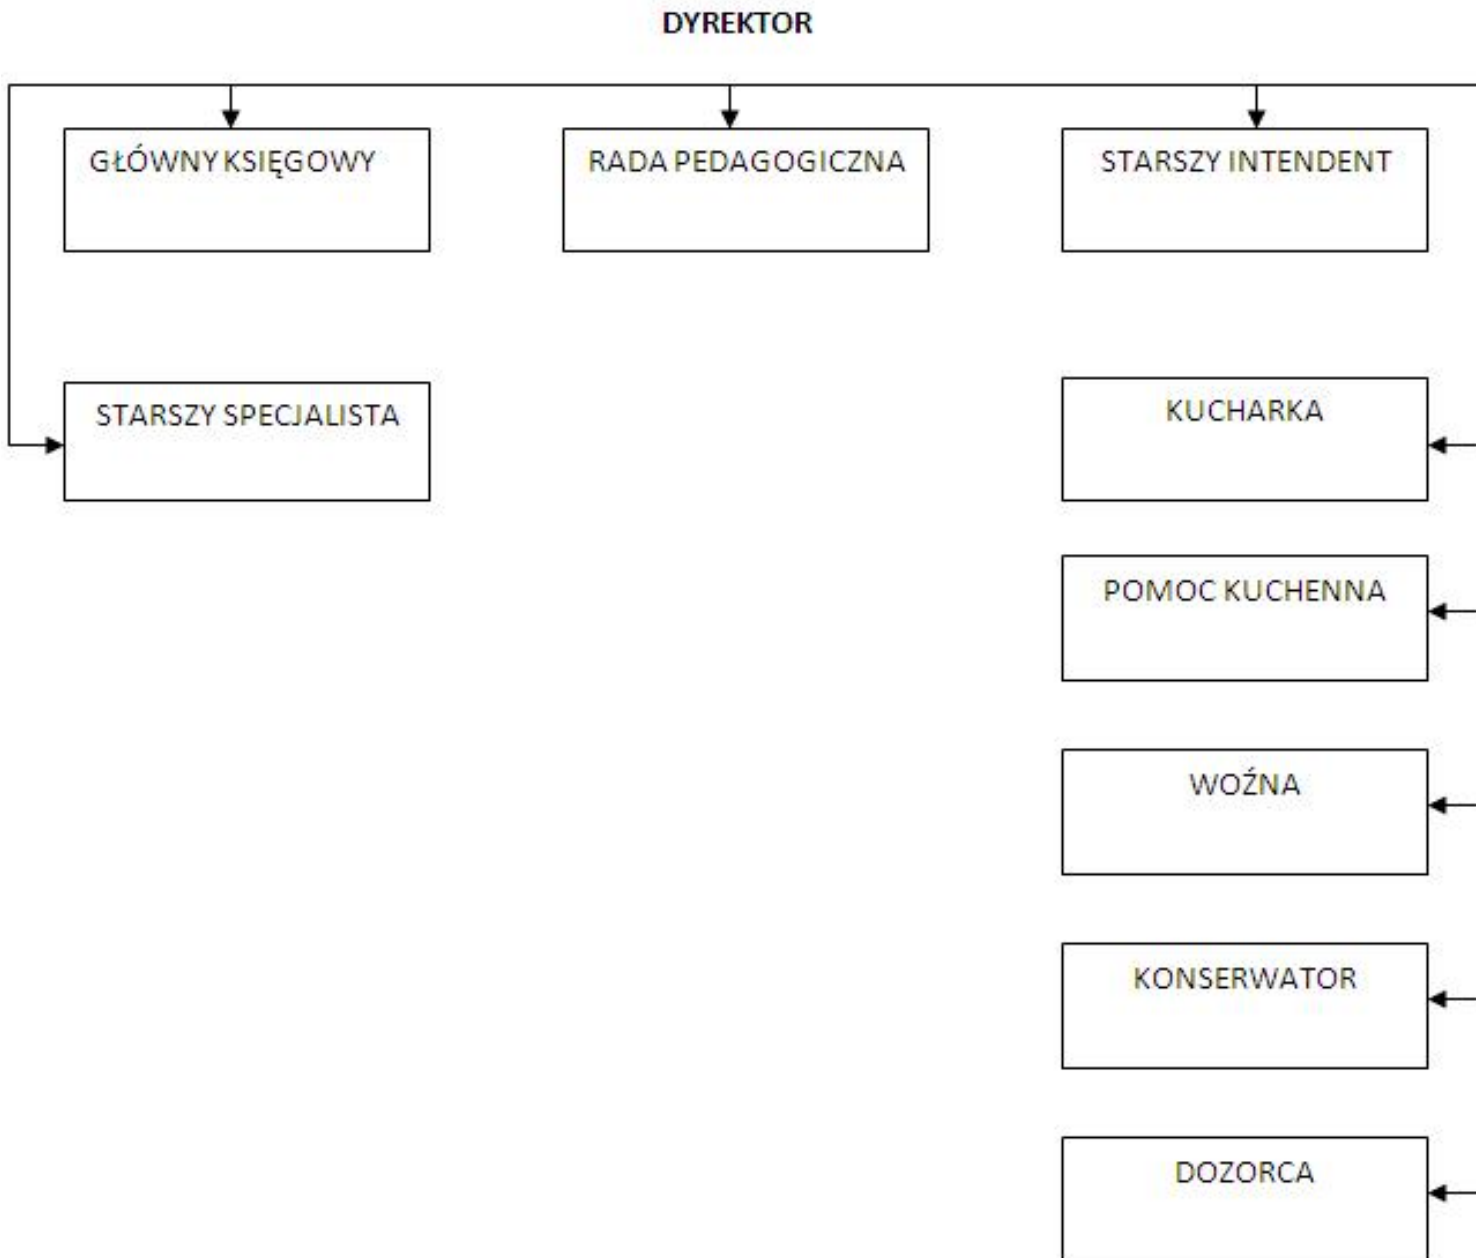 DYREKTOR
GŁÓWNY KSIĘGOWY
RADA PEDAGOGICZNA
STARSZY INTENDENT
STARSZY SPECJALISTA
KUCHARKA
POMOC KUCHENNA
WOŹNA
KONSERWATOR
DOZORCA